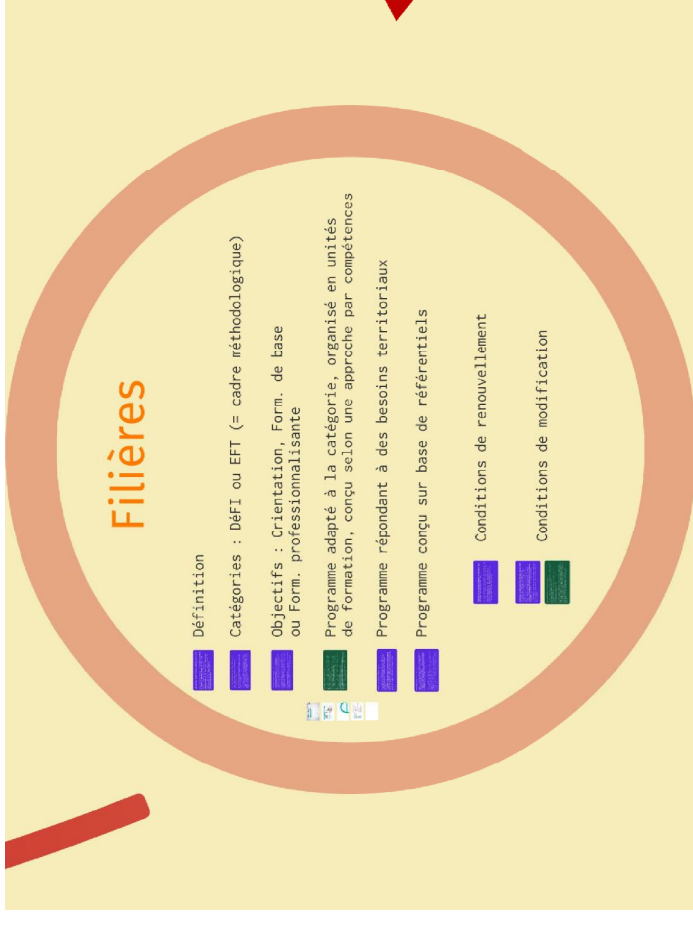 Filières
Définition
Catégories : DéFI ou EFT (= cadre méthodologique)
Objectifs : Crientation, Form. de base
ou Form. professionnalisante
Programme adapté à la catégorie, organisé en unités
de formation, conçu selon une approche par compétences
Programme répondant à des besoins territoriaux
Programme conçu sur base de référentiels
Conditions de renouvellement
Conditions de modification